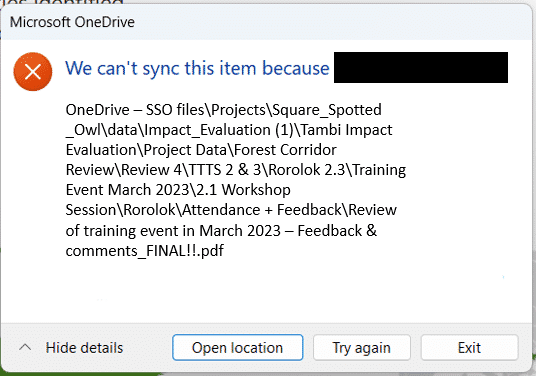 Microsoft OneDrive
We can't sync this item because
OneDrive – SSO files\Projects\Square_Spotted
_Owl\data\Impact_Evaluation (1)\Tambi Impact
Evaluation\Project Data\Forest Corridor
Review\Review 4\TTTS 2 & 3\Rorolok 2.3\Training
Event March 2023\2.1 Workshop
Session\Rorolok\Attendance + Feedback\Review
of training event in March 2023 – Feedback &
comments_FINAL!!.pdf
Hide details
Open location
Try again
Exit